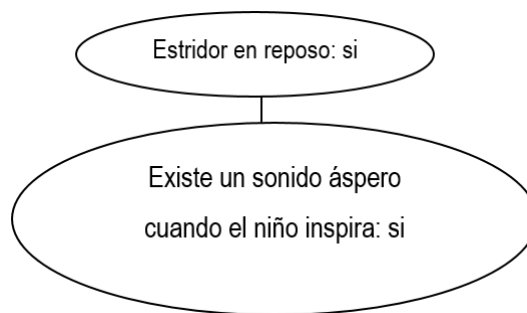 Estridor en reposo: si
Existe un sonido áspero
cuando el niño inspira: si